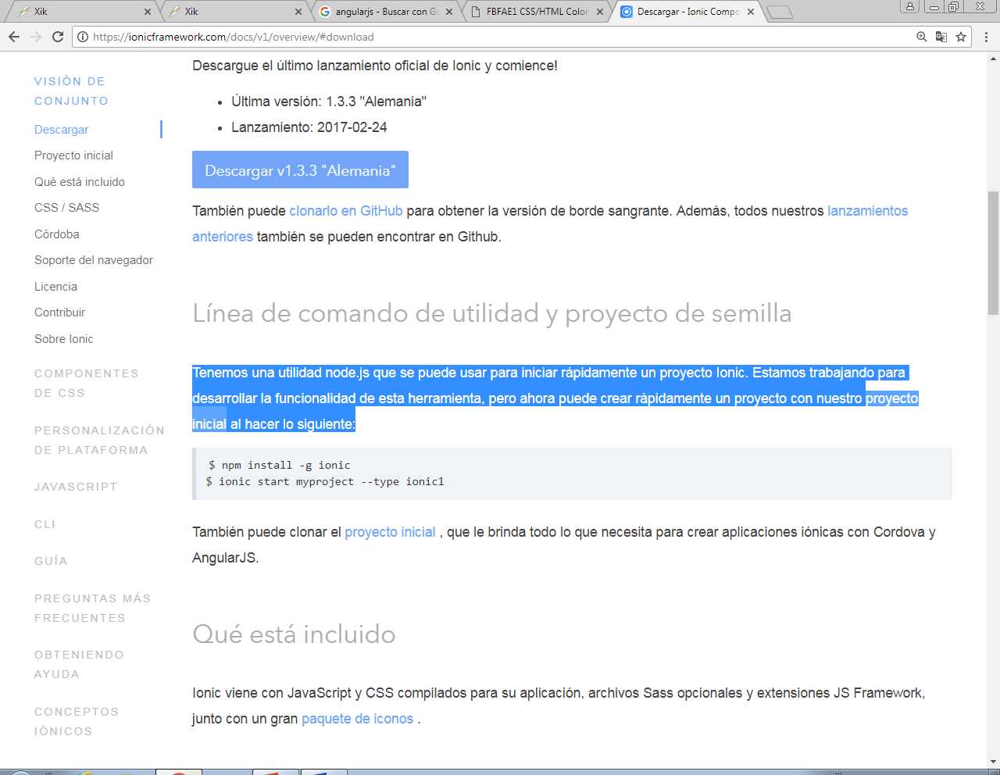 Xik
Xik
angularjs - Buscar con Go
FBFAE1 CSS/HTML Color
Descargar - Ionic Compo
https://ionicframework.com/docs/v1/overview/#download
VISIÓN DE
CONJUNTO
Descargar
Proyecto inicial
Qué está incluido
CSS / SASS
Córdoba
Soporte del navegador
Licencia
Contribuir
Sobre Ionic
COMPONENTES
DE CSS
PERSONALIZACIÓN
DE PLATAFORMA
JAVASCRIPT
CLI
GUÍA
PREGUNTAS MÁS
FRECUENTES
OBTENIENDO
AYUDA
CONCEPTOS
IÓNICOS
Descargue el último lanzamiento oficial de Ionic y comience!
• Última versión: 1.3.3 "Alemania"
• Lanzamiento: 2017-02-24
Descargar v1.3.3 "Alemania"
También puede clonarlo en GitHub para obtener la versión de borde sangrante. Además, todos nuestros lanzamientos
anteriores también se pueden encontrar en Github.
Línea de comando de utilidad y proyecto de semilla
Tenemos una utilidad node.js que se puede usar para iniciar rápidamente un proyecto Ionic. Estamos trabajando para
desarrollar la funcionalidad de esta herramienta, pero ahora puede crear rápidamente un proyecto con nuestro proyecto
inicial al hacer lo siguiente:
$ npm install -g ionic
$ ionic start myproject --type ionic1
También puede clonar el proyecto inicial , que le brinda todo lo que necesita para crear aplicaciones iónicas con Cordova y
AngularJS.
Qué está incluido
Ionic viene con JavaScript y CSS compilados para su aplicación, archivos Sass opcionales y extensiones JS Framework,
junto con un gran paquete de iconos .